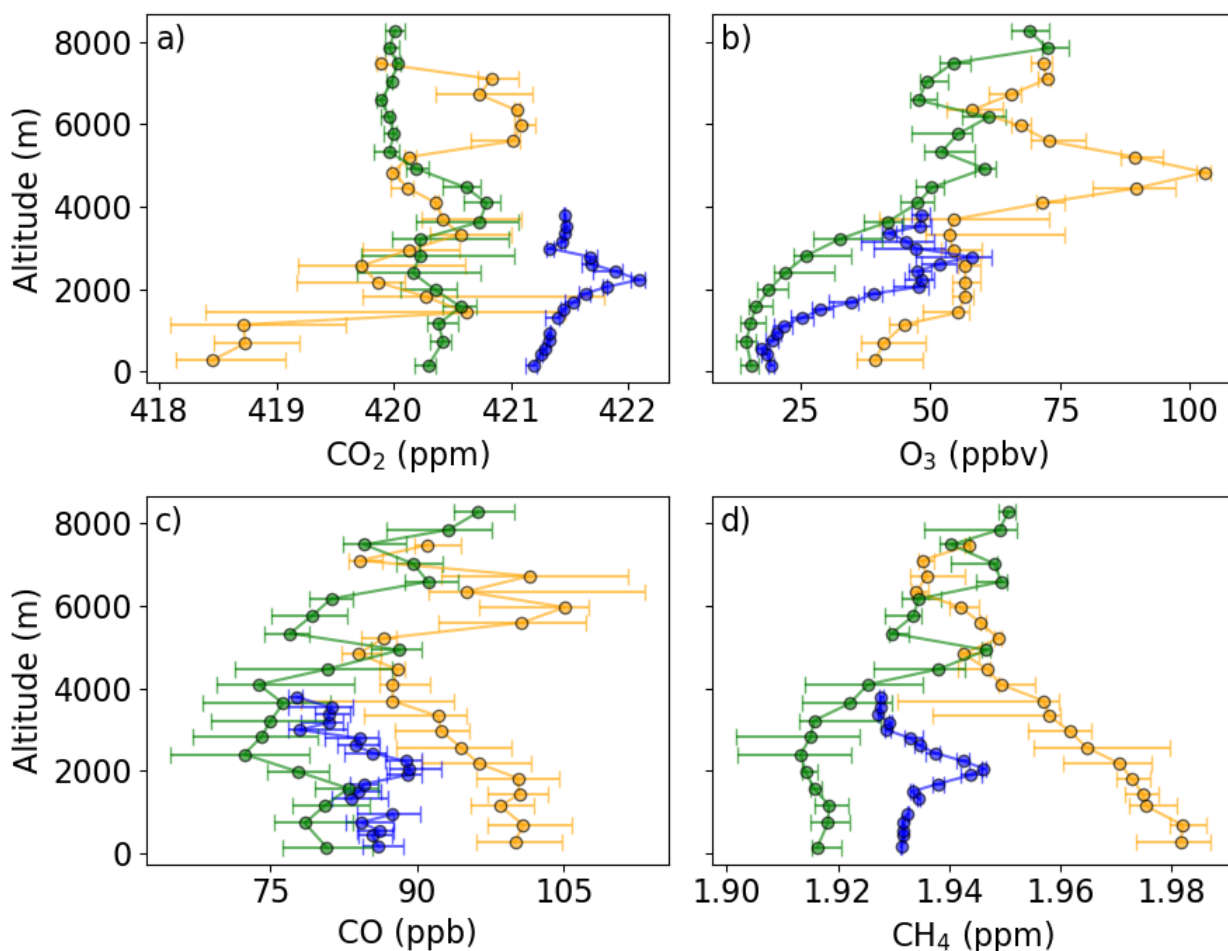 a)
8000
6000
4000
2000
0
Altitude (m)
418 419 420 421 422
CO₂ (ppm)
b)
25 50 75 100
O₃ (ppbv)
c)
8000
6000
4000
2000
0
Altitude (m)
75 90 105
CO (ppb)
d)
1.90 1.92 1.94 1.96 1.98
CH₄ (ppm)